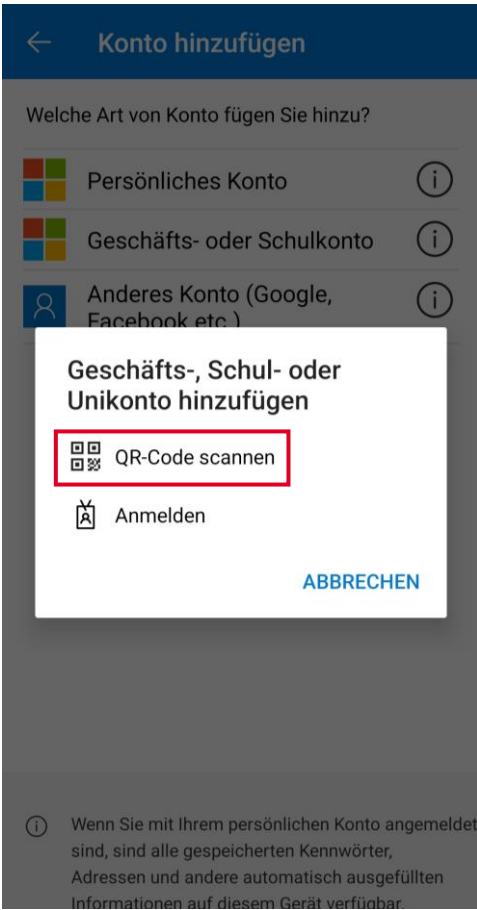 Konto hinzufügen
Welche Art von Konto fügen Sie hinzu?
Persönliches Konto
Geschäfts- oder Schulkonto
Anderes Konto (Google,
Facebook etc.)
Geschäfts-, Schul- oder
Unikonto hinzufügen
QR-Code scannen
Anmelden
ABBRECHEN
Wenn Sie mit Ihrem persönlichen Konto angemeldet
sind, sind alle gespeicherten Kennwörter,
Adressen und andere automatisch ausgefüllten
Informationen auf diesem Gerät verfügbar.